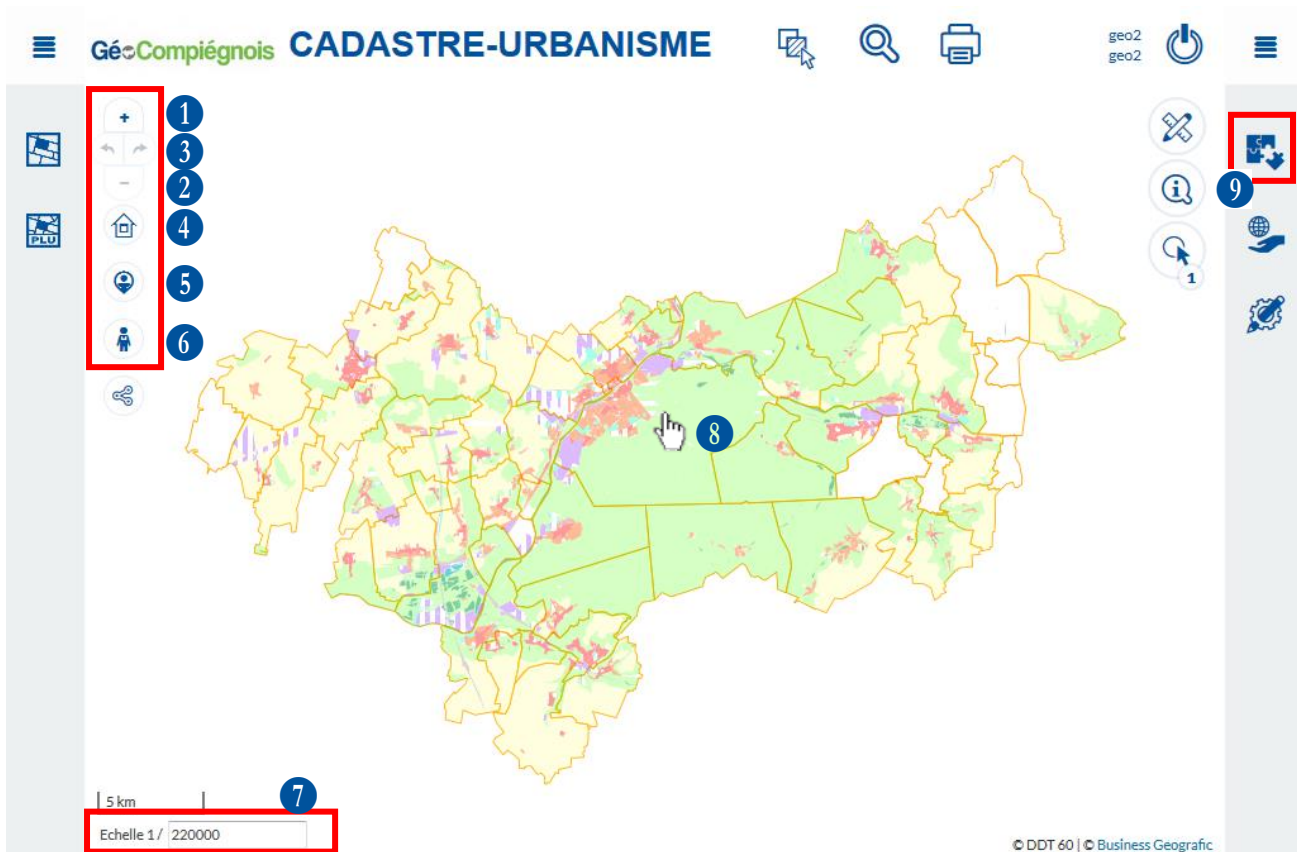 GéoCompiégnois CADASTRE-URBANISME
geo2
geo2
+
1
3
-
2
4
5
6
PLU
i
9
1
8
5 km
7
Echelle 1 / 220000
© DDT 60 | © Business Geografic